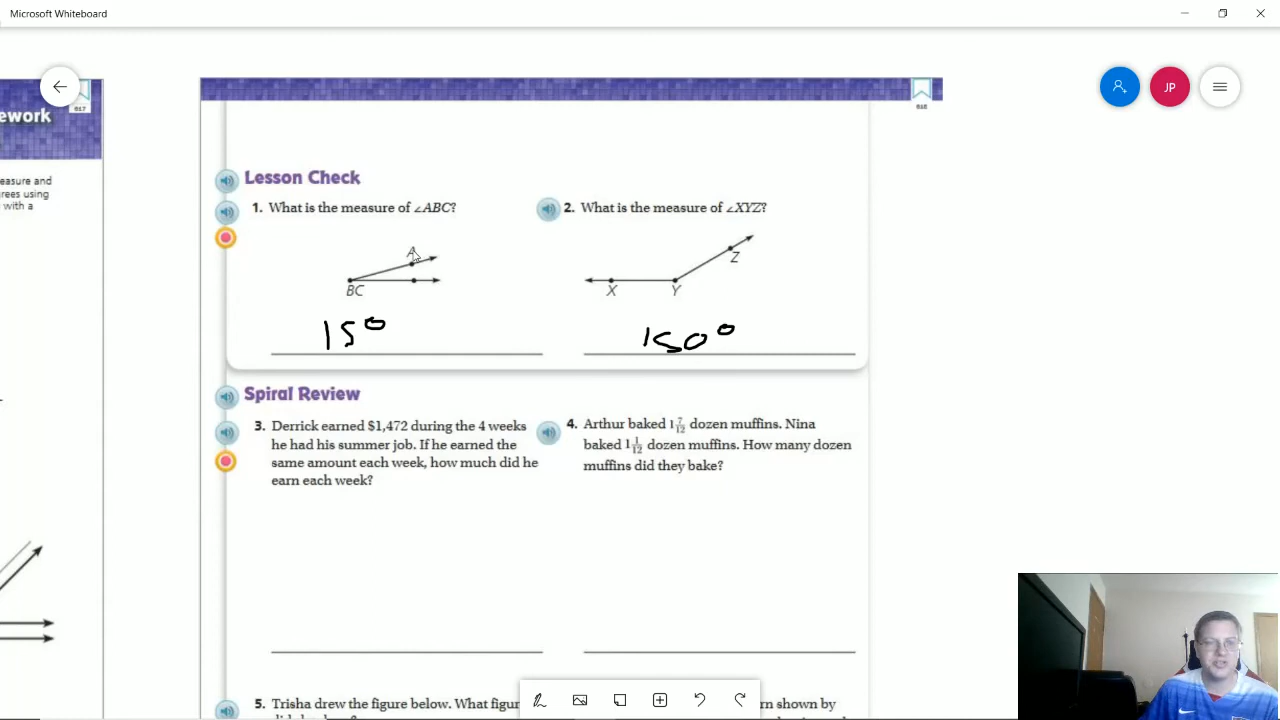 Microsoft Whiteboard
JP
ework
easure and
rees using
with a
Lesson Check
1. What is the measure of ∠ABC?
A
BC
15°
2. What is the measure of ∠XYZ?
X Y Z
150°
Spiral Review
3. Derrick earned $1,472 during the 4 weeks
he had his summer job. If he earned the
same amount each week, how much did he
earn each week?
4. Arthur baked 1 7/12 dozen muffins. Nina
baked 1 1/12 dozen muffins. How many dozen
muffins did they bake?
5. Trisha drew the figure below. What figur
rn shown by